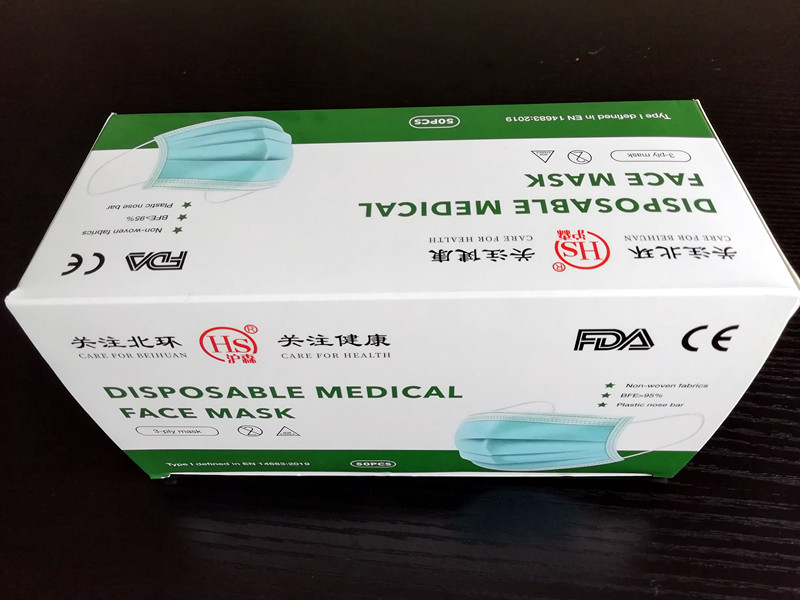 关注北环
CARE FOR BEIHUAN
HS®
关注健康
CARE FOR HEALTH
FDA CE
DISPOSABLE MEDICAL
FACE MASK
3-ply mask
Non-woven fabrics
BFE>95%
Plastic nose bar
Type I defined in EN 14683:2019
50PCS
关注北环
CARE FOR BEIHUAN
HS®
关注健康
CARE FOR HEALTH
FDA CE
DISPOSABLE MEDICAL
FACE MASK
3-ply mask
Non-woven fabrics
BFE>95%
Plastic nose bar
Type I defined in EN 14683:2019
50PCS